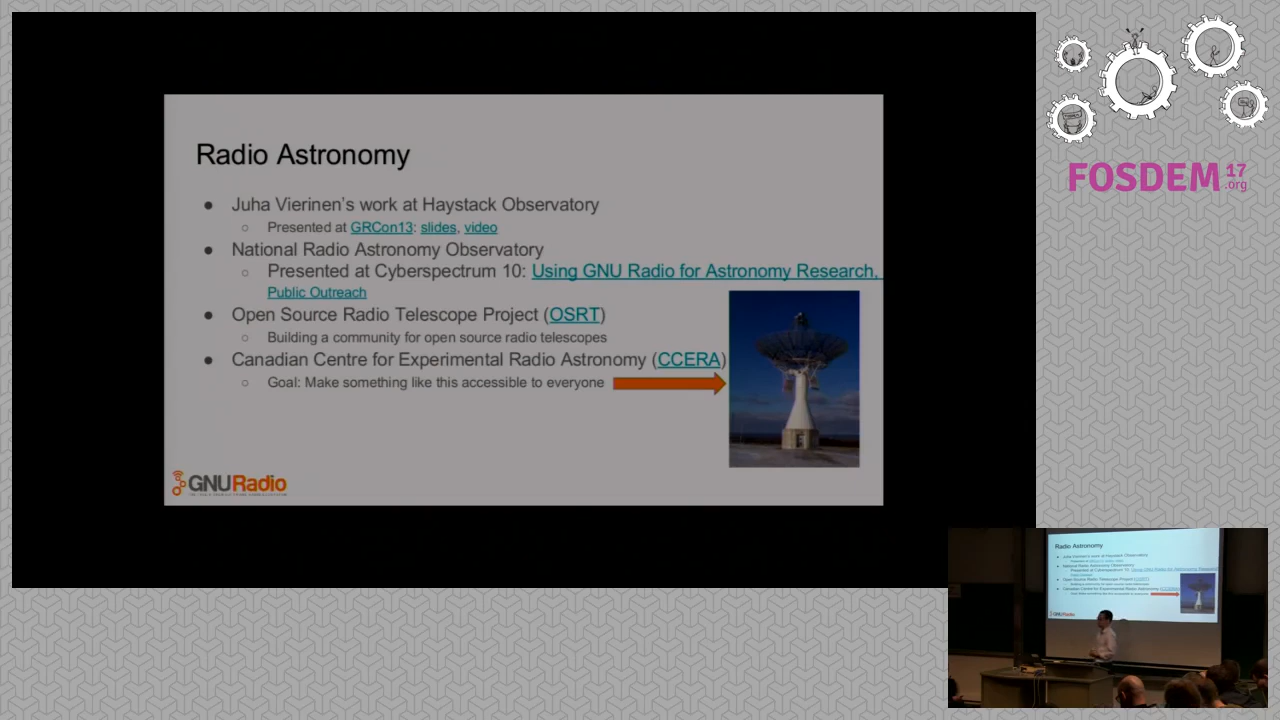 Radio Astronomy
● Juha Vierinen's work at Haystack Observatory
○ Presented at GRCon13: slides, video
● National Radio Astronomy Observatory
○ Presented at Cyberspectrum 10: Using GNU Radio for Astronomy Research,
Public Outreach
● Open Source Radio Telescope Project (OSRT)
○ Building a community for open source radio telescopes
● Canadian Centre for Experimental Radio Astronomy (CCERA)
○ Goal: Make something like this accessible to everyone
GNURadio
FOSDEM 17
.org
Radio Astronomy